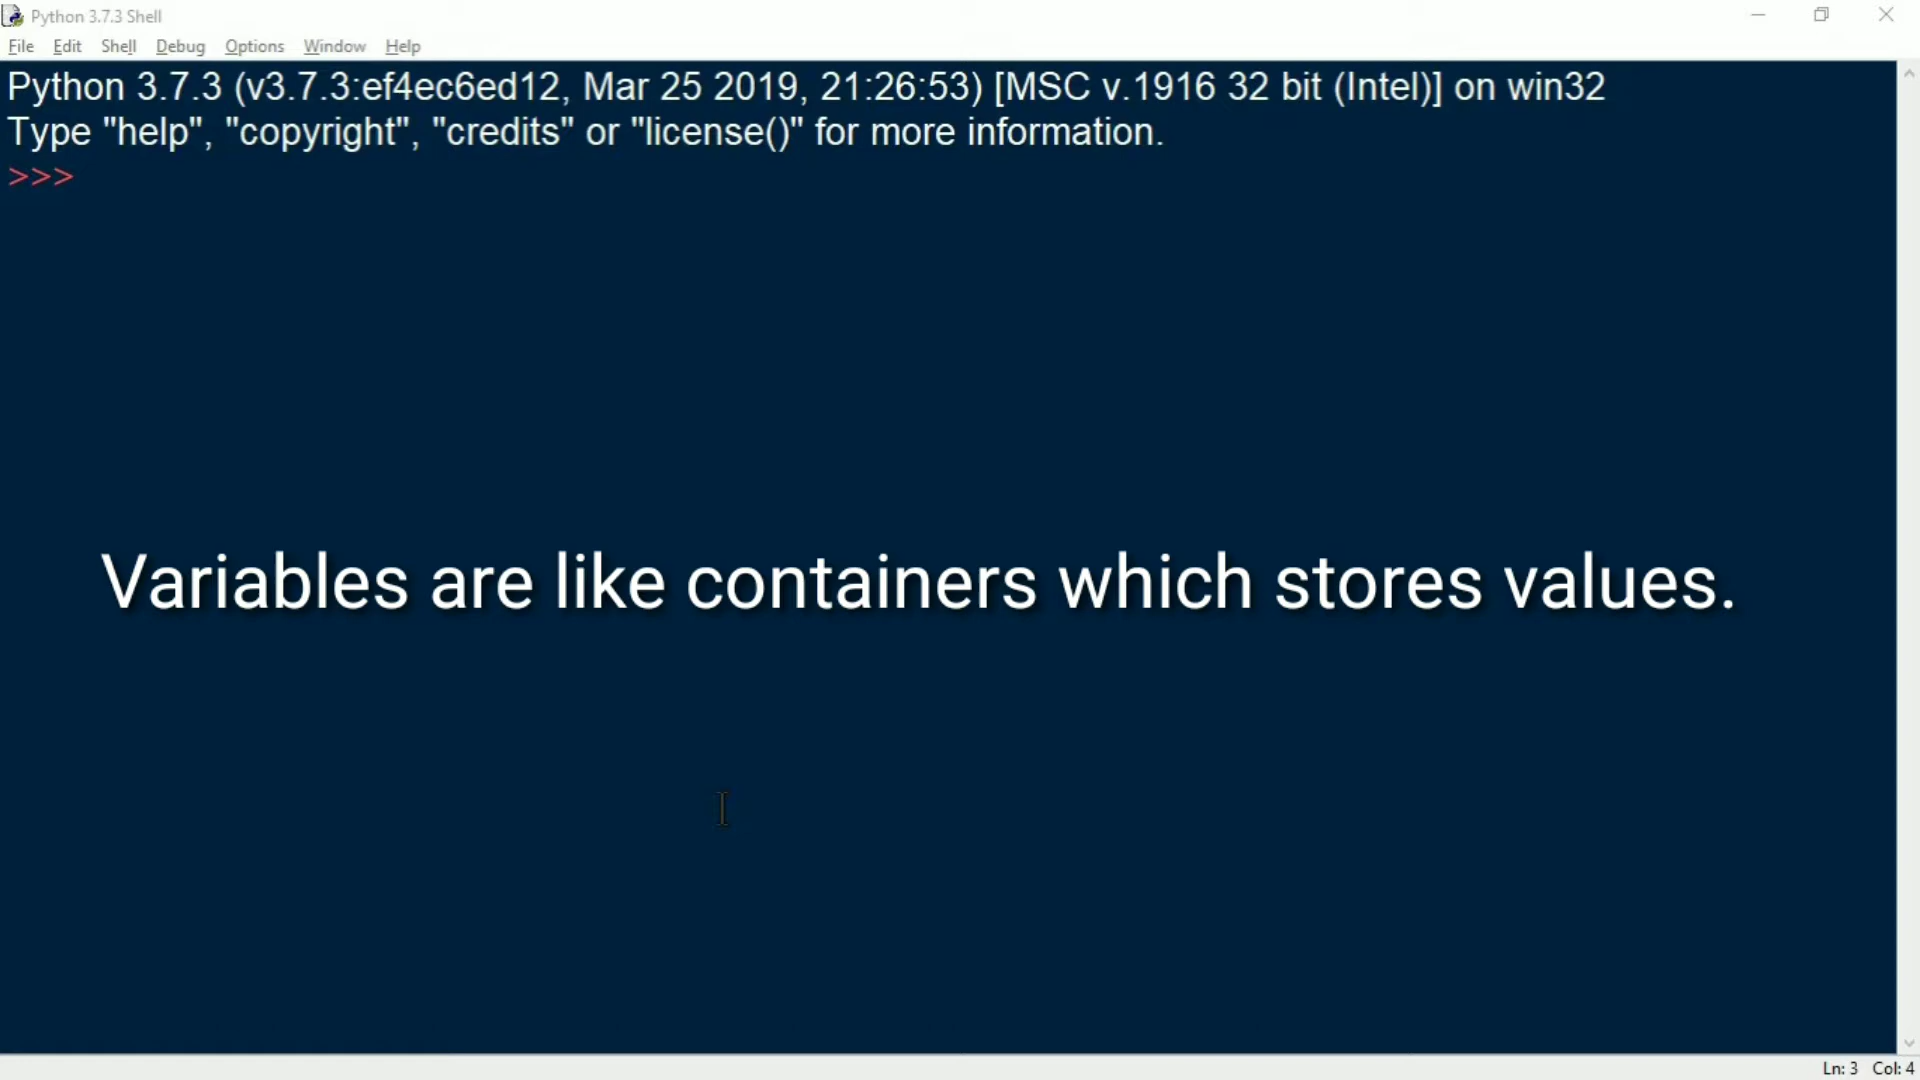 Python 3.7.3 Shell
File Edit Shell Debug Options Window Help
Python 3.7.3 (v3.7.3:ef4ec6ed12, Mar 25 2019, 21:26:53) [MSC v.1916 32 bit (Intel)] on win32
Type "help", "copyright", "credits" or "license()" for more information.
>>>
Variables are like containers which stores values.
Ln: 3 Col: 4